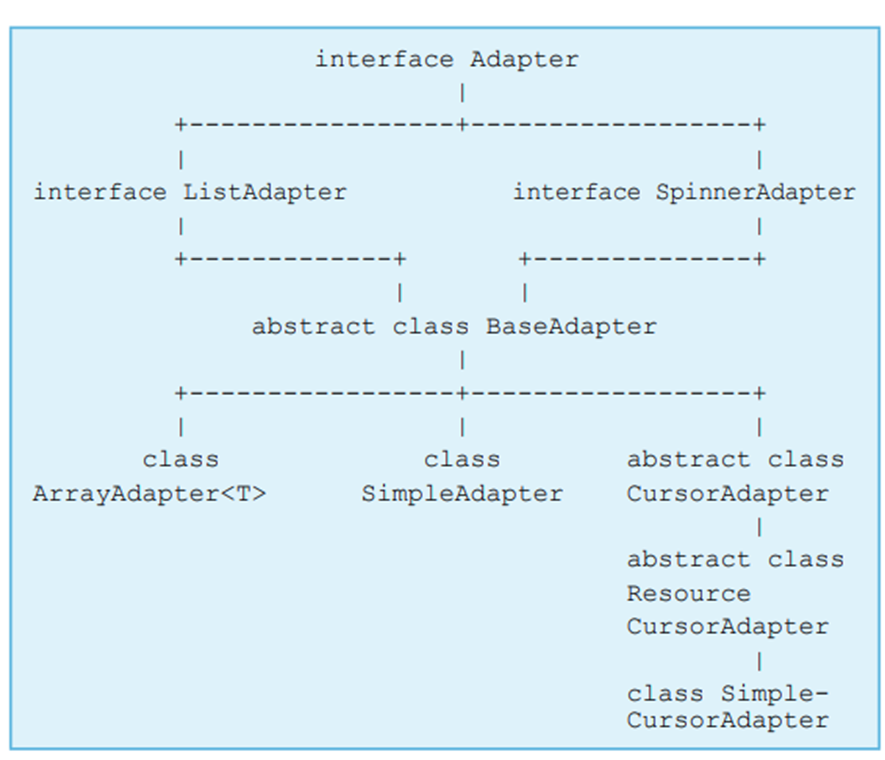 interface Adapter
|
+------------------+------------------+
| |
interface ListAdapter interface SpinnerAdapter
| |
+-------------+ +--------------+
| |
abstract class BaseAdapter
|
+------------------+------------------+
| | |
class class abstract class
ArrayAdapter<T> SimpleAdapter CursorAdapter
|
abstract class
Resource
CursorAdapter
|
class Simple-
CursorAdapter